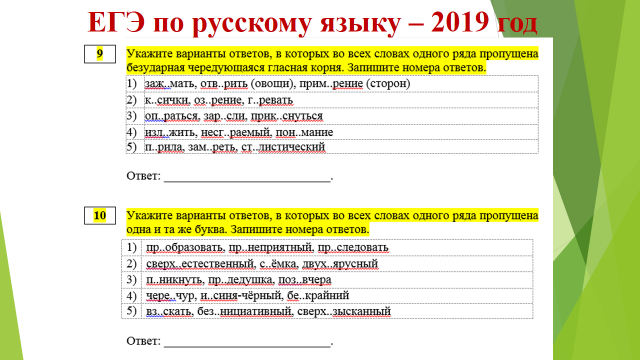 ЕГЭ по русскому языку – 2019 год
9 Укажите варианты ответов, в которых во всех словах одного ряда пропущена
безударная чередующаяся гласная корня. Запишите номера ответов.
1) заж..мать, отв..рить (овощи), прим..рение (сторон)
2) к..сички, оз..рение, г..ревать
3) оп..раться, зар..сли, прик..снуться
4) изл..жить, несг..раемый, пон..мание
5) п..рила, зам..реть, ст..листический
Ответ: ____________________________.
10 Укажите варианты ответов, в которых во всех словах одного ряда пропущена
одна и та же буква. Запишите номера ответов.
1) пр..образовать, пр..неприятный, пр..следовать
2) сверх..естественный, с..ёмка, двух..ярусный
3) п..никнуть, пр..дедушка, поз..вчера
4) чере..чур, и..синя-чёрный, бе..крайний
5) вз..скать, без..нициативный, сверх..зысканный
Ответ: ____________________________.